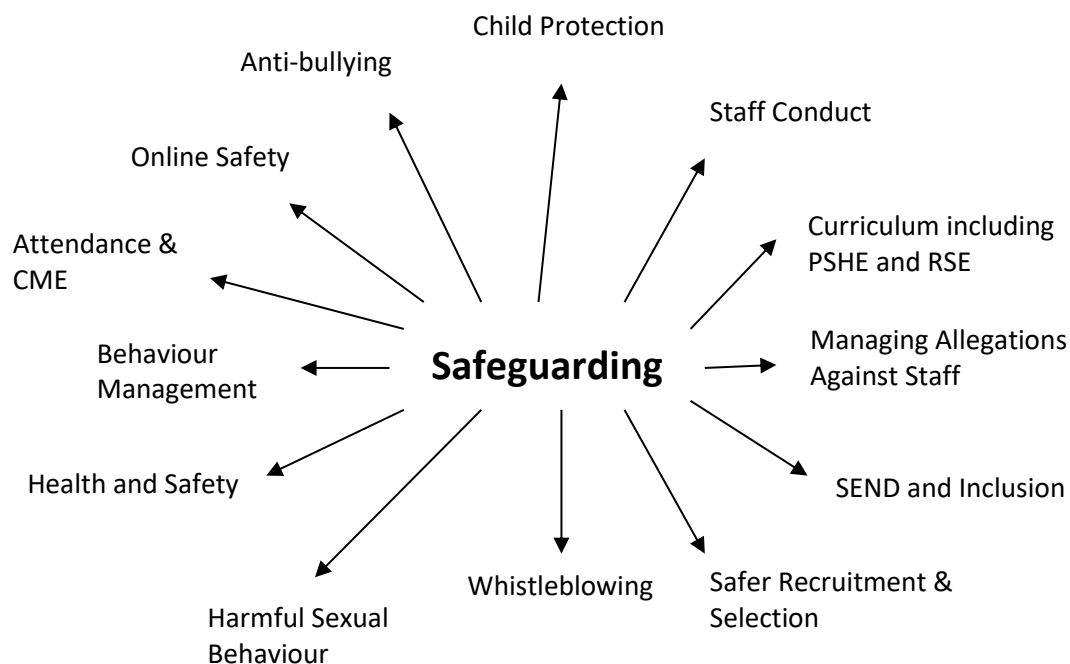 Child Protection
Anti-bullying
Staff Conduct
Online Safety
Curriculum including
PSHE and RSE
Attendance &
CME
Managing Allegations
Against Staff
Behaviour
Management
Safeguarding
Health and Safety
SEND and Inclusion
Whistleblowing
Safer Recruitment &
Selection
Harmful Sexual
Behaviour